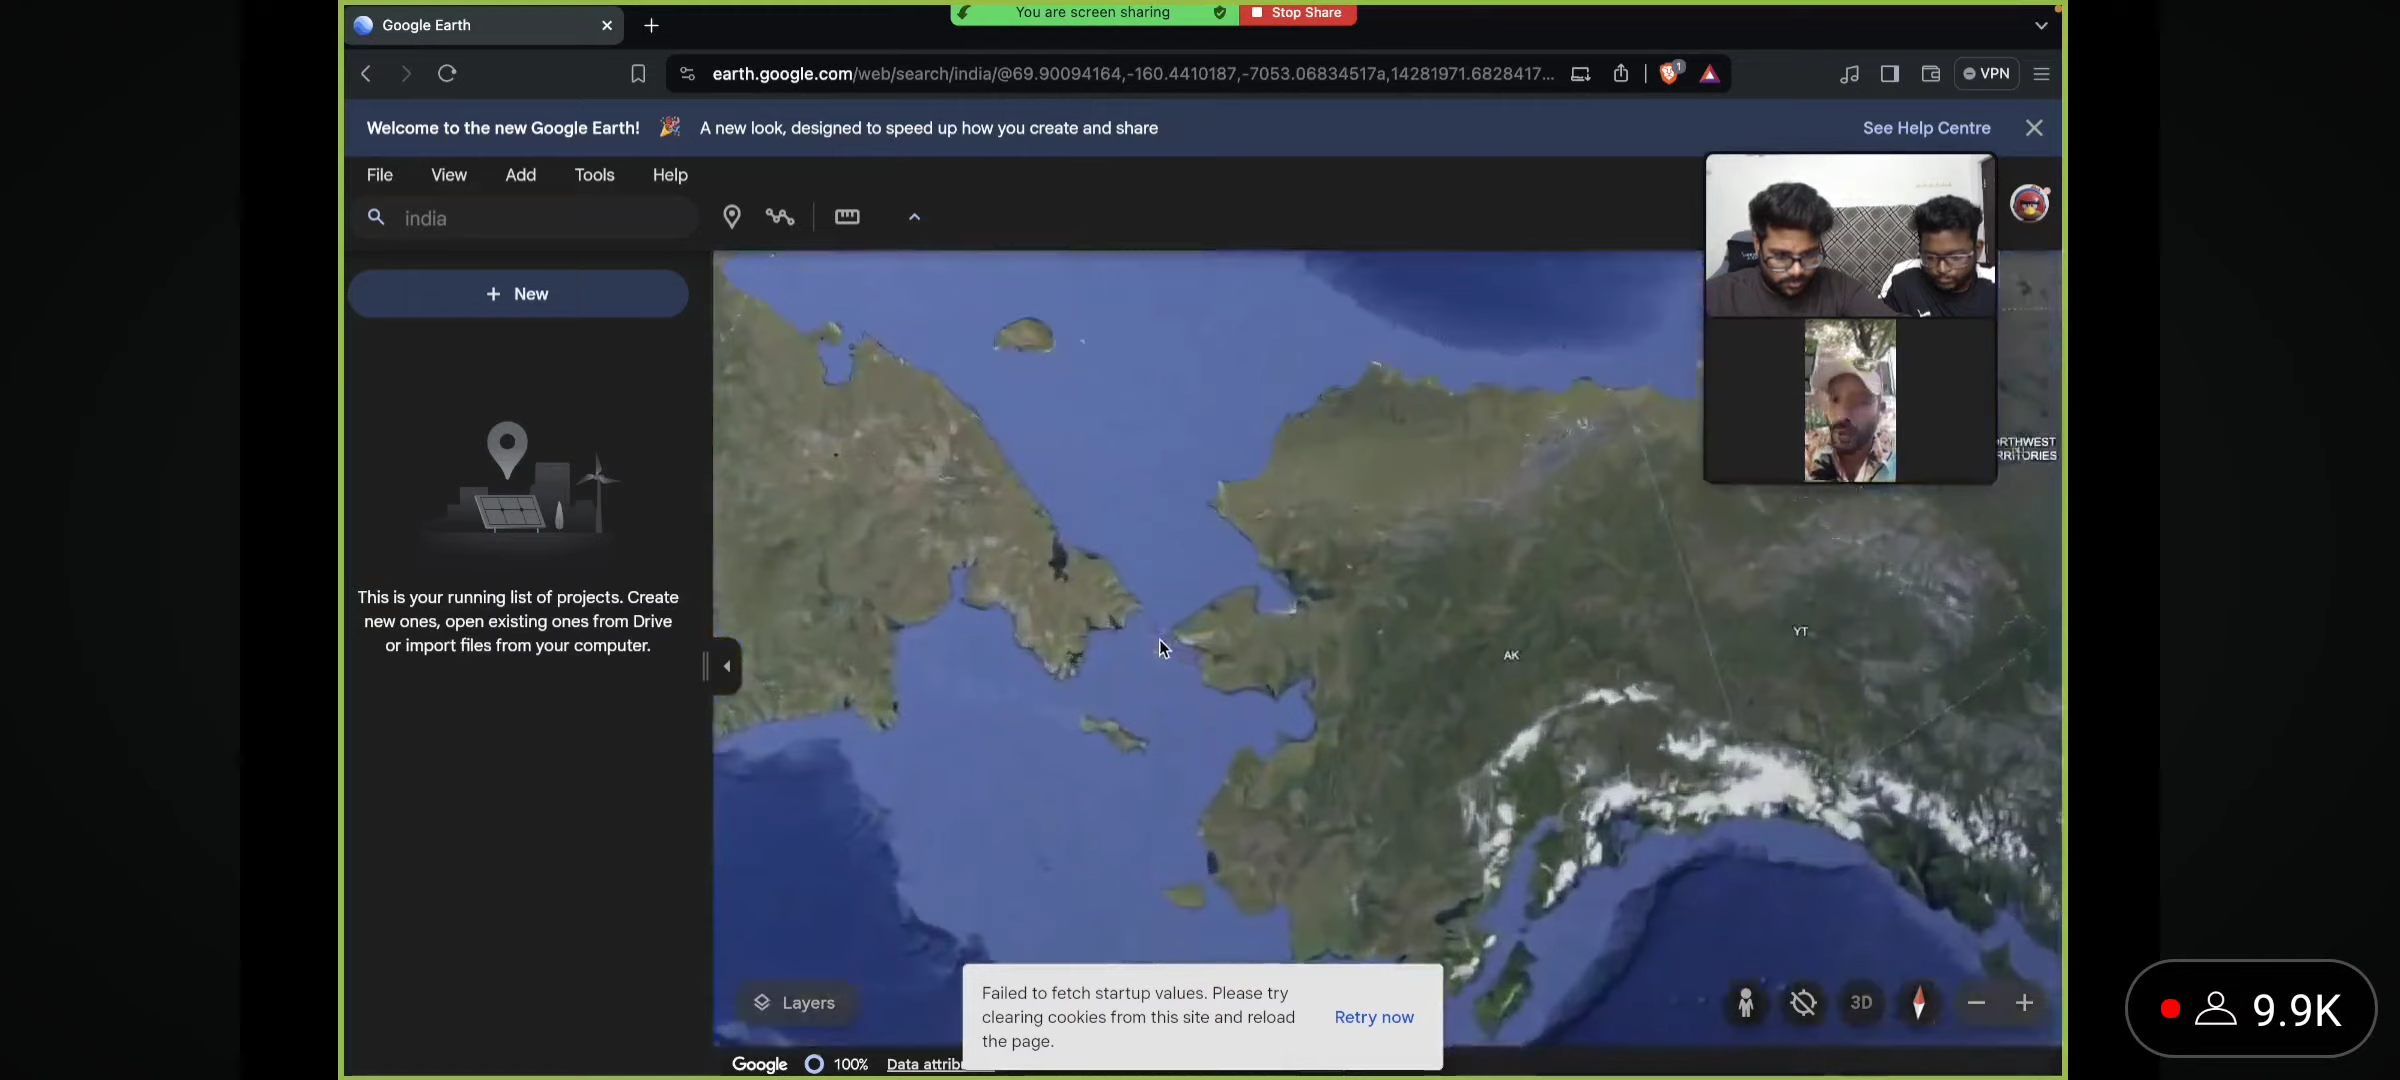 Google Earth
You are screen sharing
Stop Share
earth.google.com/web/search/india/@69.90094164,-160.4410187,-7053.06834517a,14281971.6828417...
1
VPN
Welcome to the new Google Earth! 🎉 A new look, designed to speed up how you create and share
See Help Centre
File View Add Tools Help
india
+ New
This is your running list of projects. Create
new ones, open existing ones from Drive
or import files from your computer.
AK
YT
Layers
Failed to fetch startup values. Please try
clearing cookies from this site and reload
the page.
Retry now
3D
Google 100%
9.9K